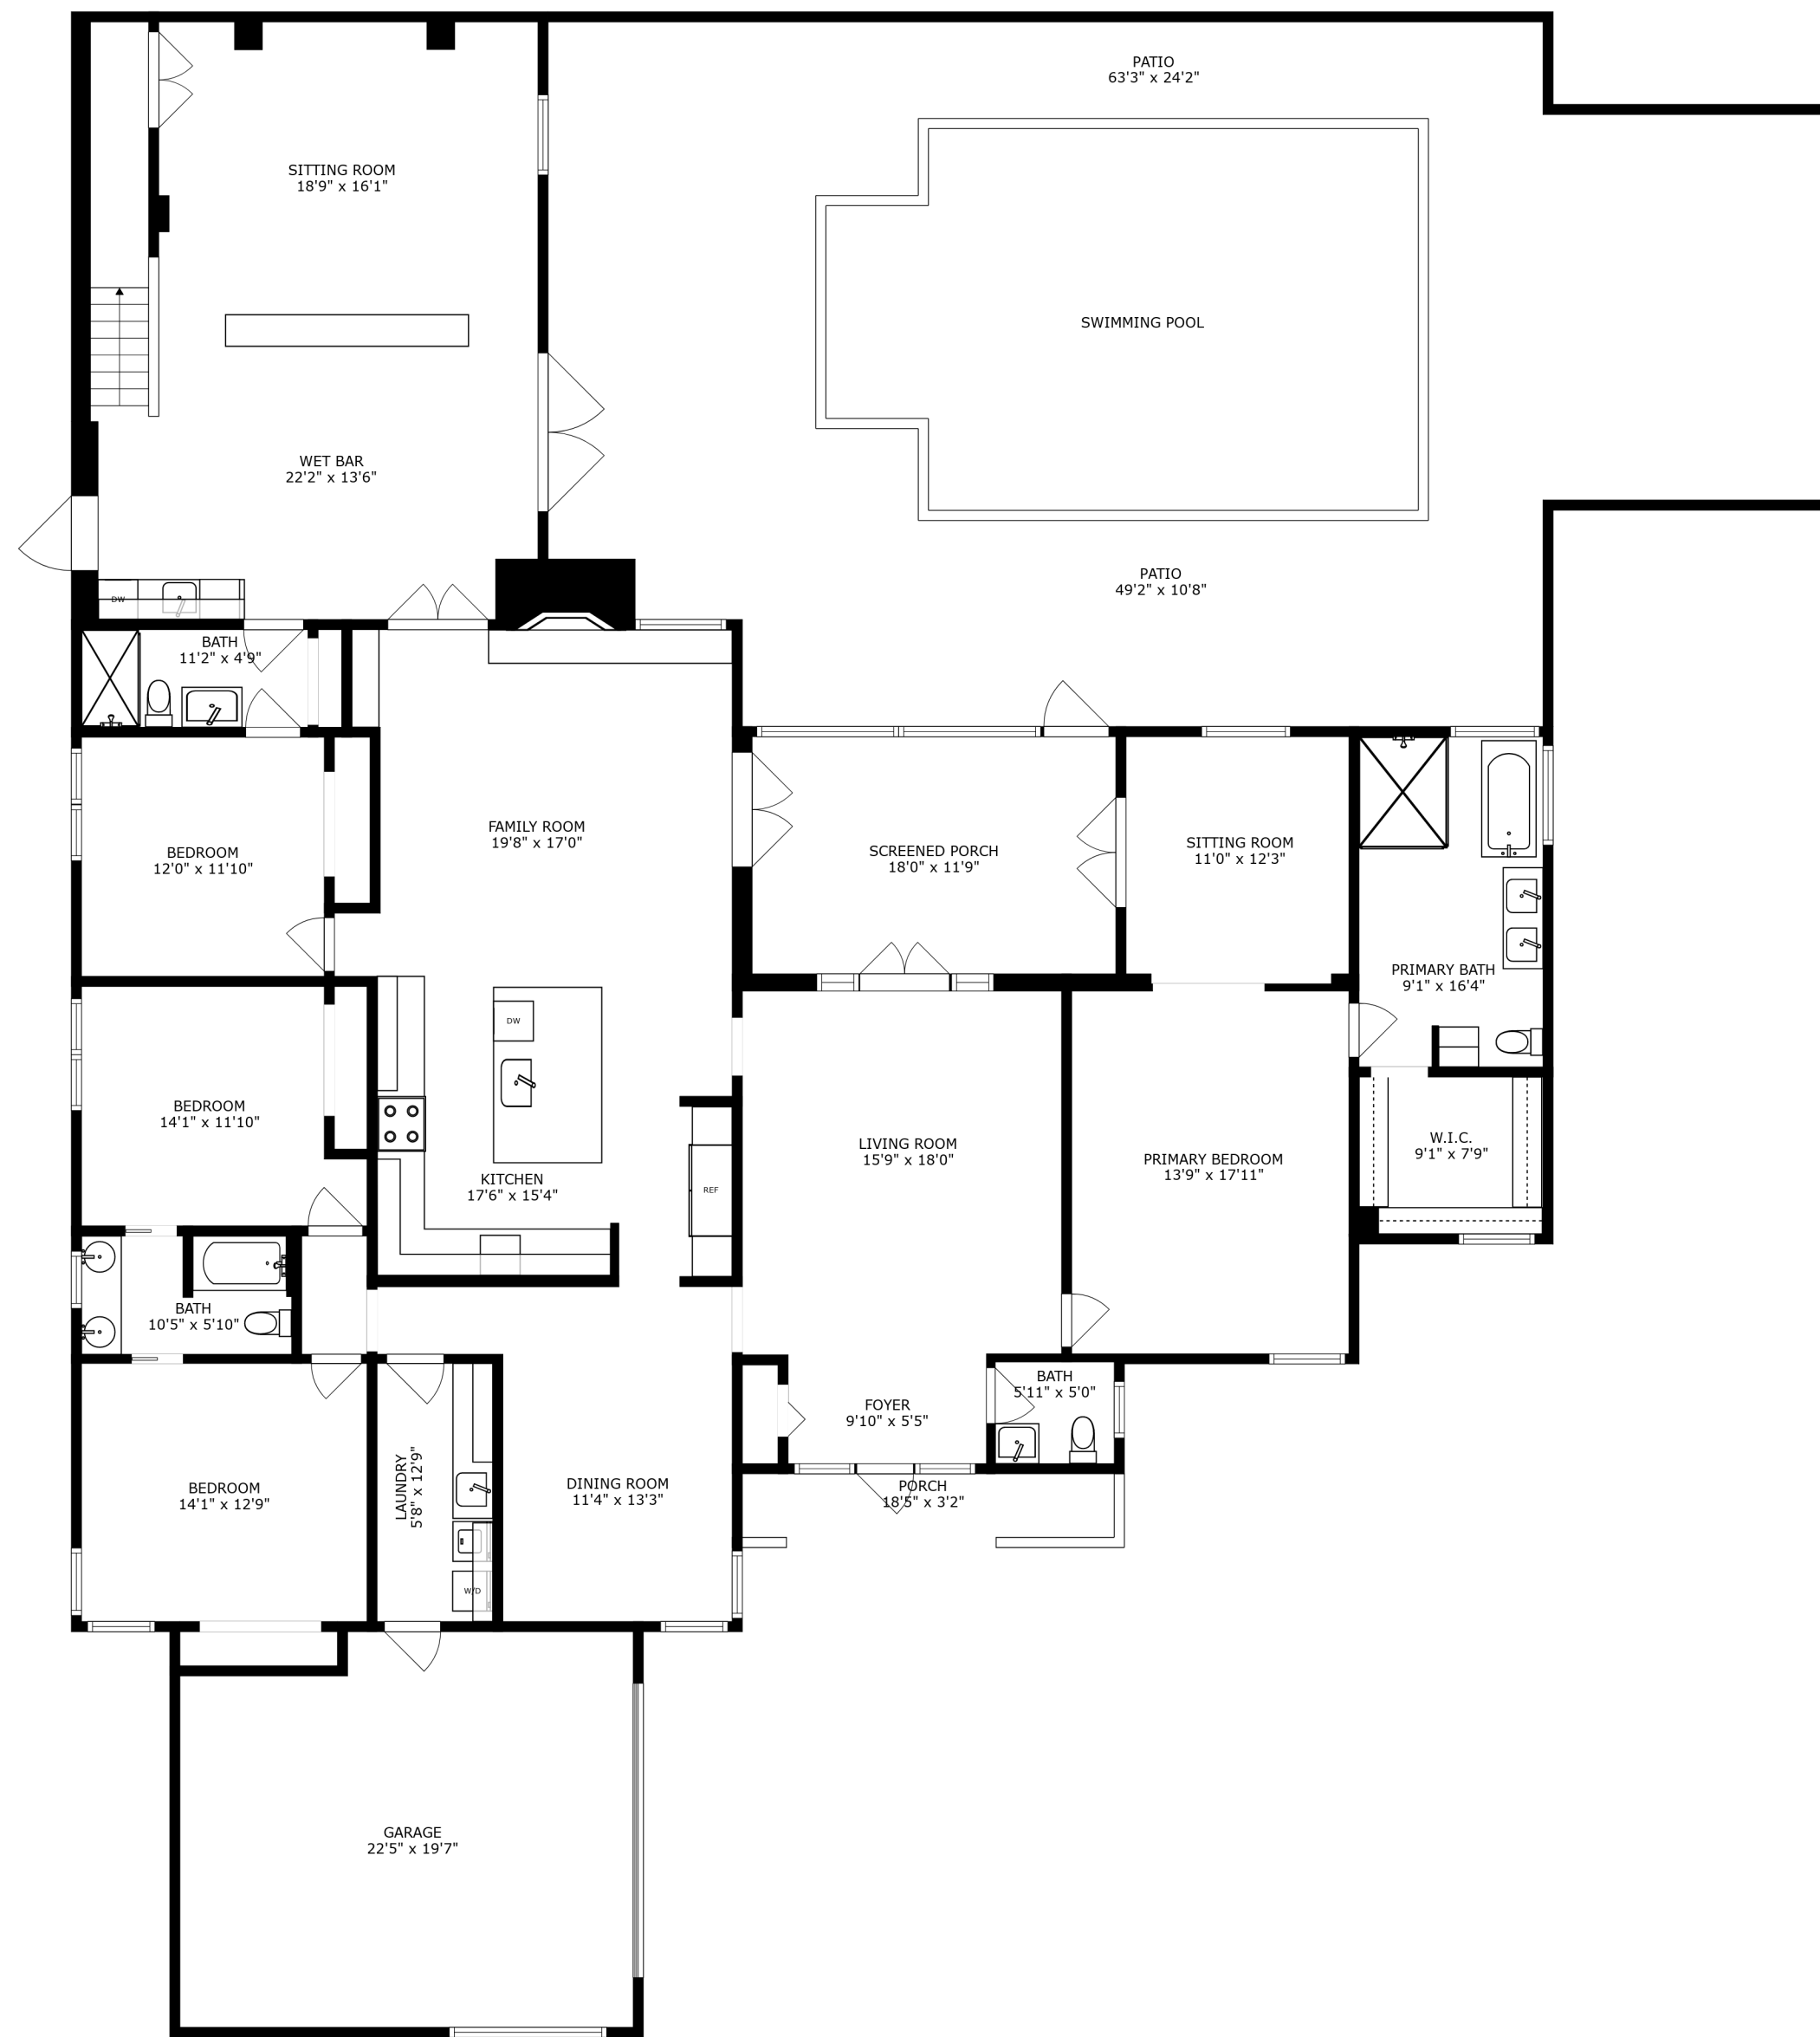 PATIO
63'3" x 24'2"
SITTING ROOM
18'9" x 16'1"
SWIMMING POOL
WET BAR
22'2" x 13'6"
PATIO
49'2" x 10'8"
DW
BATH
11'2" x 4'9"
FAMILY ROOM
19'8" x 17'0"
BEDROOM
12'0" x 11'10"
SCREENED PORCH
18'0" x 11'9"
SITTING ROOM
11'0" x 12'3"
PRIMARY BATH
9'1" x 16'4"
DW
BEDROOM
14'1" x 11'10"
LIVING ROOM
15'9" x 18'0"
W.I.C.
9'1" x 7'9"
PRIMARY BEDROOM
13'9" x 17'11"
KITCHEN
17'6" x 15'4"
REF
BATH
10'5" x 5'10"
BATH
5'11" x 5'0"
FOYER
9'10" x 5'5"
BEDROOM
14'1" x 12'9"
LAUNDRY
5'8" x 12'9"
DINING ROOM
11'4" x 13'3"
PORCH
18'5" x 3'2"
W/D
GARAGE
22'5" x 19'7"